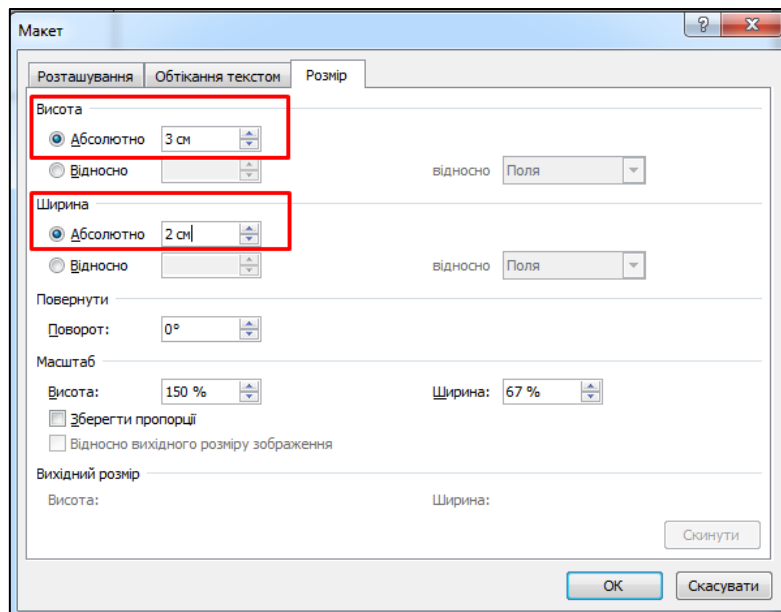 Макет
Розташування Обтікання текстом Розмір
Висота
Абсолютно 3 см
Відносно відносно Поля
Ширина
Абсолютно 2 см
Відносно відносно Поля
Повернути
Поворот: 0°
Масштаб
Висота: 150 % Ширина: 67 %
Зберегти пропорції
Відносно вихідного розміру зображення
Вихідний розмір
Висота: Ширина:
Скинути
ОК Скасувати